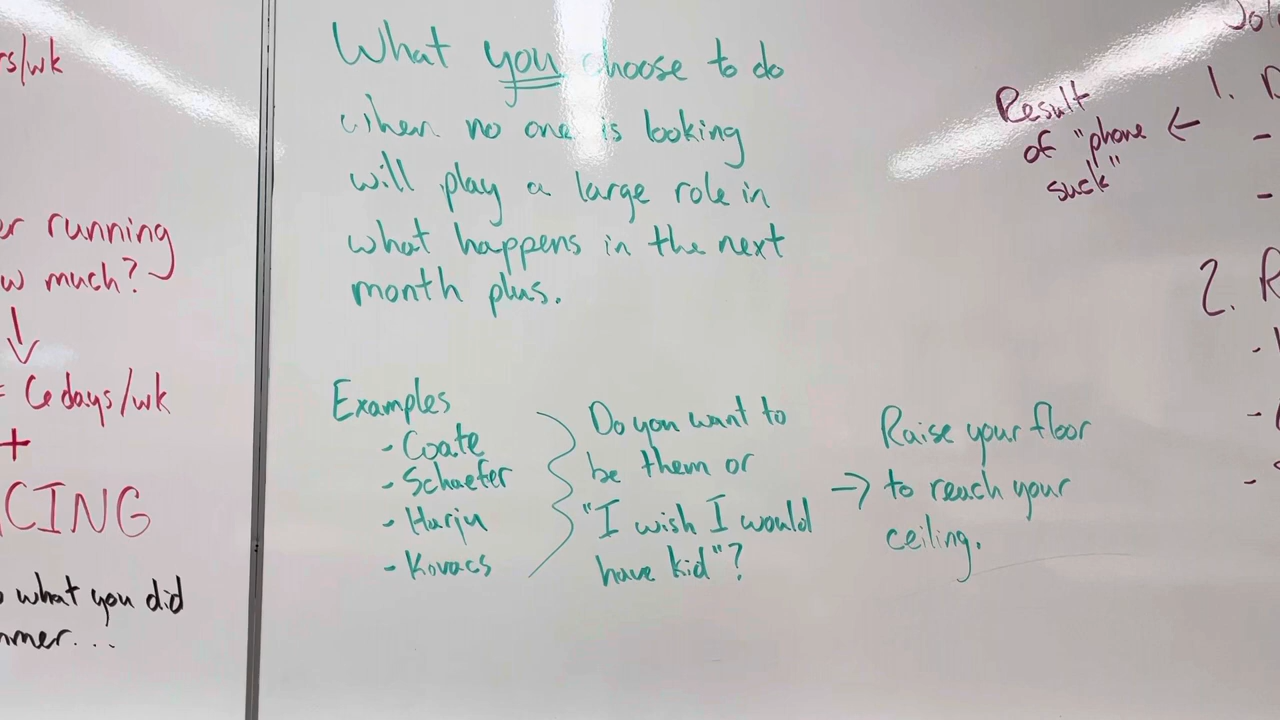 rs/wk
er running
w much?
= 6 days/wk
+
CING
what you did
mmer...
What you choose to do
when no one is looking
will play a large role in
what happens in the next
month plus.
Examples
- Coate
- Schaefer
- Harju
- Kovacs
Do you want to
be them or
"I wish I would
have kid"?
→ Raise your floor
to reach your
ceiling.
Result
of "phone ←
suck"
1.
-
-
2. R
-
-
-